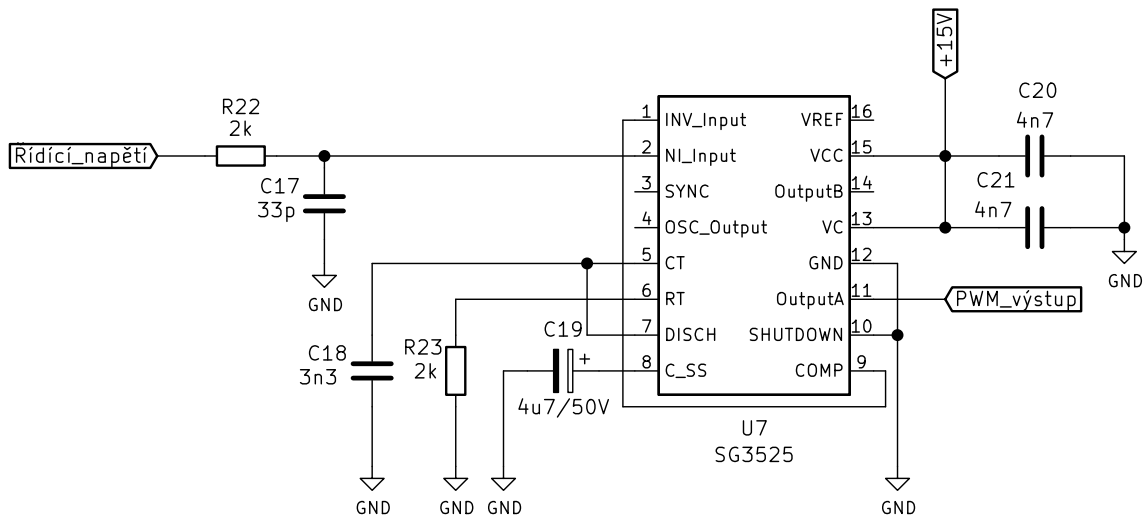 +15V
C20
4n7
R22
2k
1
INV_Input
VREF
16
Řídící_napětí
2
NI_Input
VCC
15
C17
33p
3
SYNC
OutputB
14
C21
4n7
4
OSC_Output
VC
13
GND
5
CT
GND
12
GND
6
RT
OutputA
11
PWM_výstup
C19
+
7
DISCH
SHUTDOWN
10
C18
3n3
R23
2k
8
C_SS
COMP
9
4u7/50V
U7
SG3525
GND
GND
GND
GND